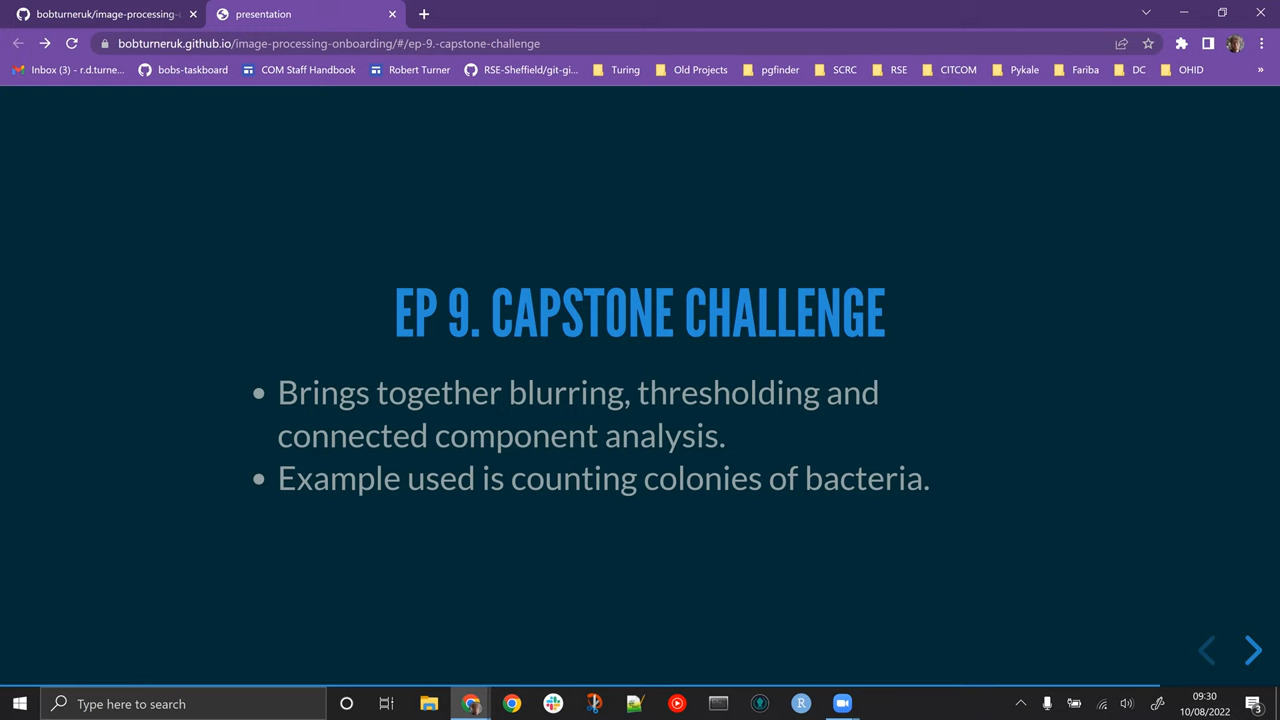 bobturneruk/image-processing-
presentation
bobturneruk.github.io/image-processing-onboarding/#/ep-9.-capstone-challenge
Inbox (3) - r.d.turne...
bobs-taskboard
COM Staff Handbook
Robert Turner
RSE-Sheffield/git-gi...
Turing
Old Projects
pgfinder
SCRC
RSE
CITCOM
Pykale
Fariba
DC
OHID
»
EP 9. CAPSTONE CHALLENGE
• Brings together blurring, thresholding and
connected component analysis.
• Example used is counting colonies of bacteria.
Type here to search
R
09:30
10/08/2022
3